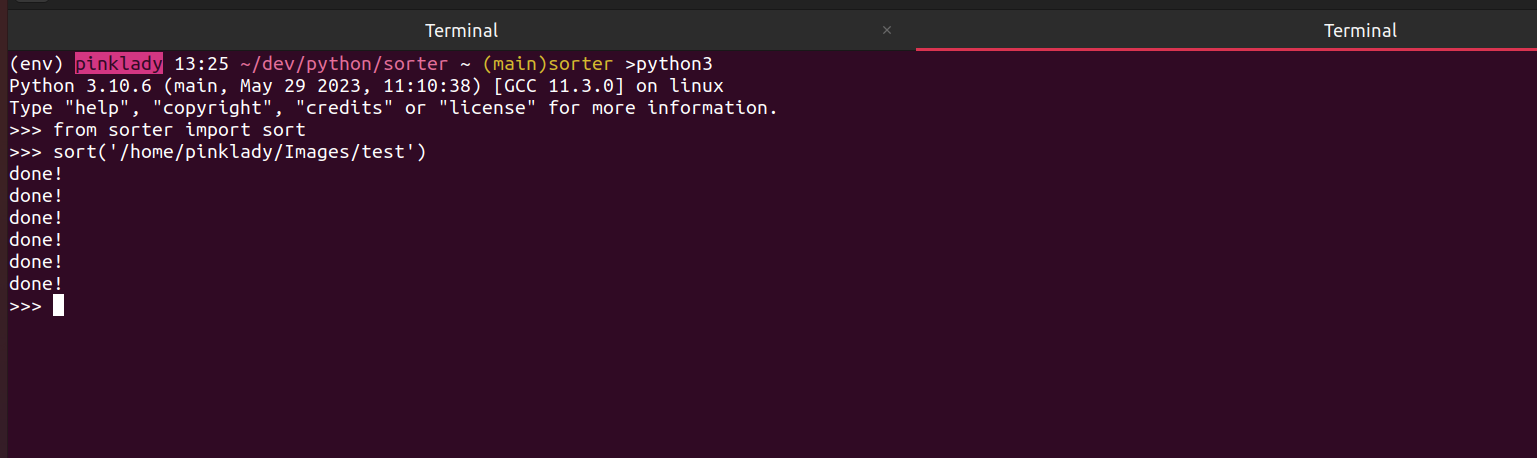 Terminal × Terminal
(env) pinklady 13:25 ~/dev/python/sorter ~ (main)sorter >python3
Python 3.10.6 (main, May 29 2023, 11:10:38) [GCC 11.3.0] on linux
Type "help", "copyright", "credits" or "license" for more information.
>>> from sorter import sort
>>> sort('/home/pinklady/Images/test')
done!
done!
done!
done!
done!
done!
>>>